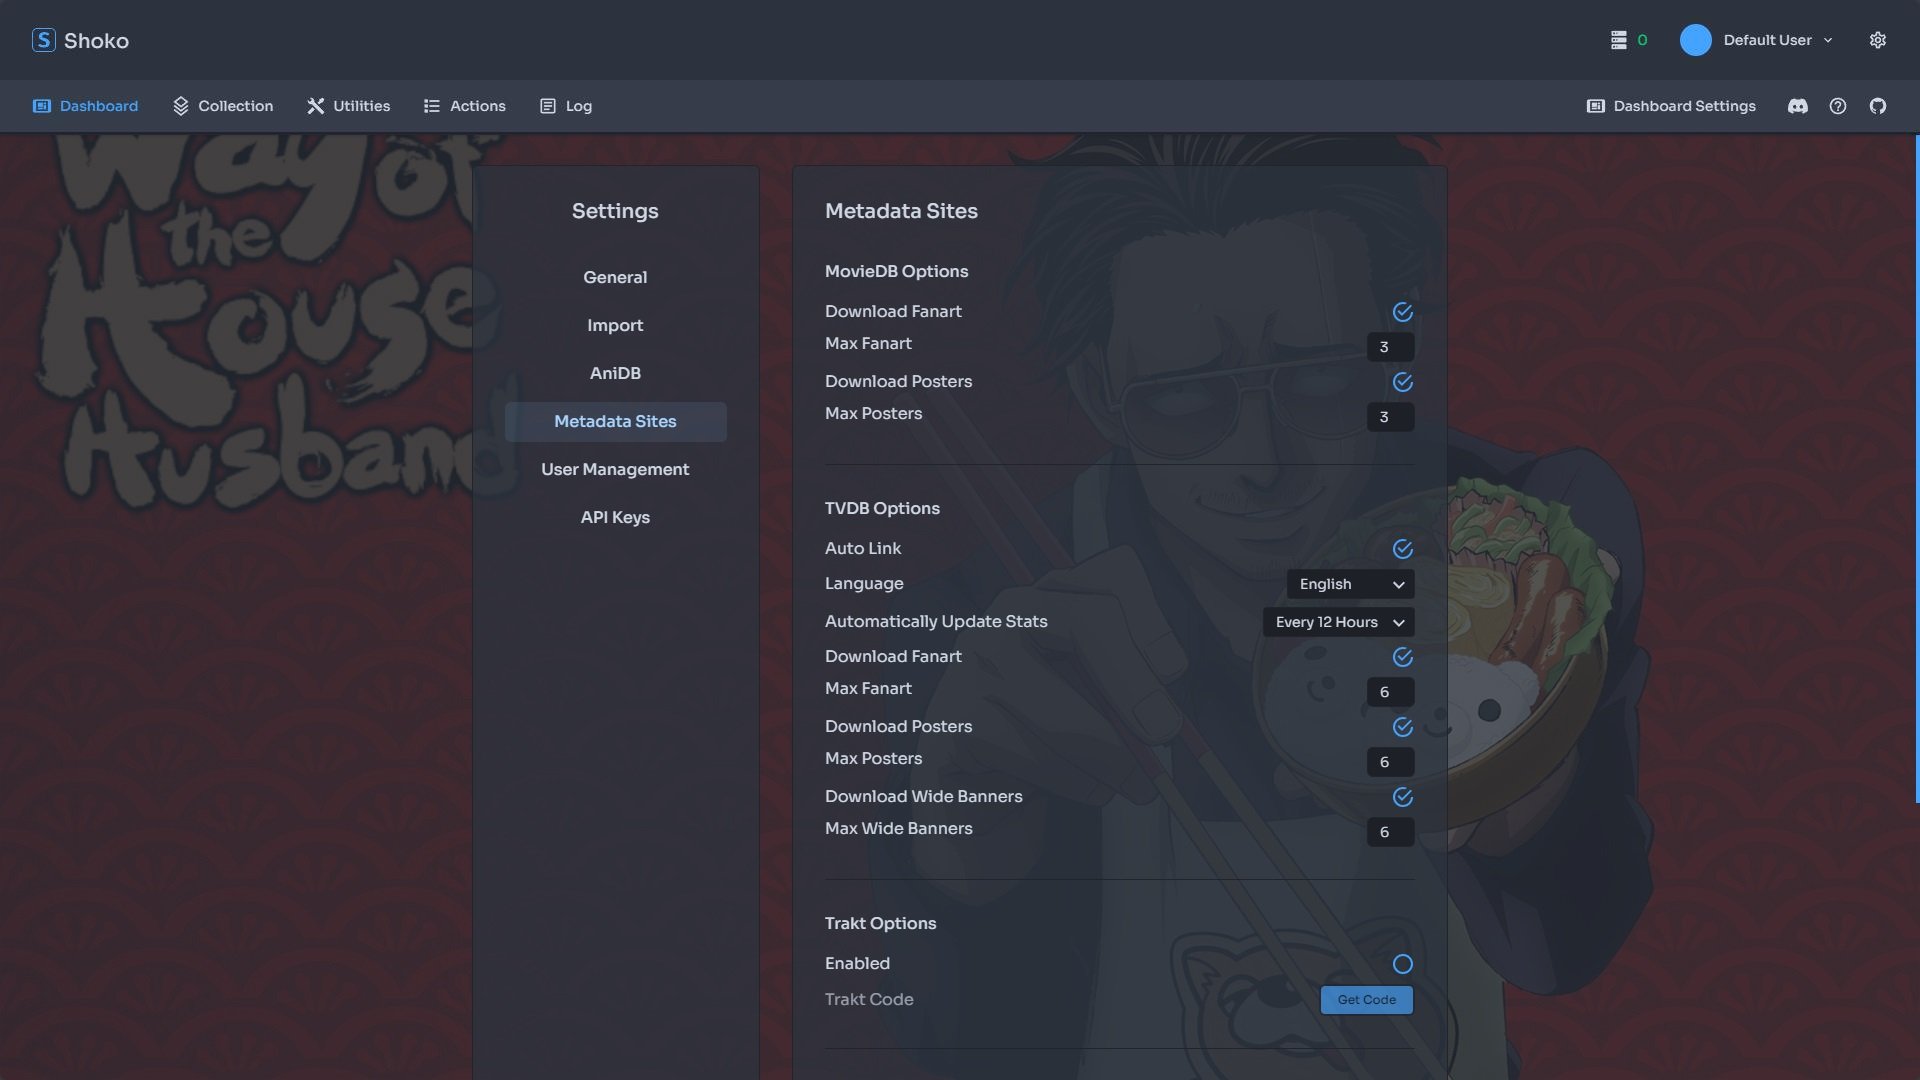 S Shoko
0
Default User
Dashboard
Collection
Utilities
Actions
Log
Dashboard Settings
Way of
the
House
Husband
Settings
General
Import
AniDB
Metadata Sites
User Management
API Keys
Metadata Sites
MovieDB Options
Download Fanart
Max Fanart 3
Download Posters
Max Posters 3
TVDB Options
Auto Link
Language English
Automatically Update Stats Every 12 Hours
Download Fanart
Max Fanart 6
Download Posters
Max Posters 6
Download Wide Banners
Max Wide Banners 6
Trakt Options
Enabled
Trakt Code Get Code